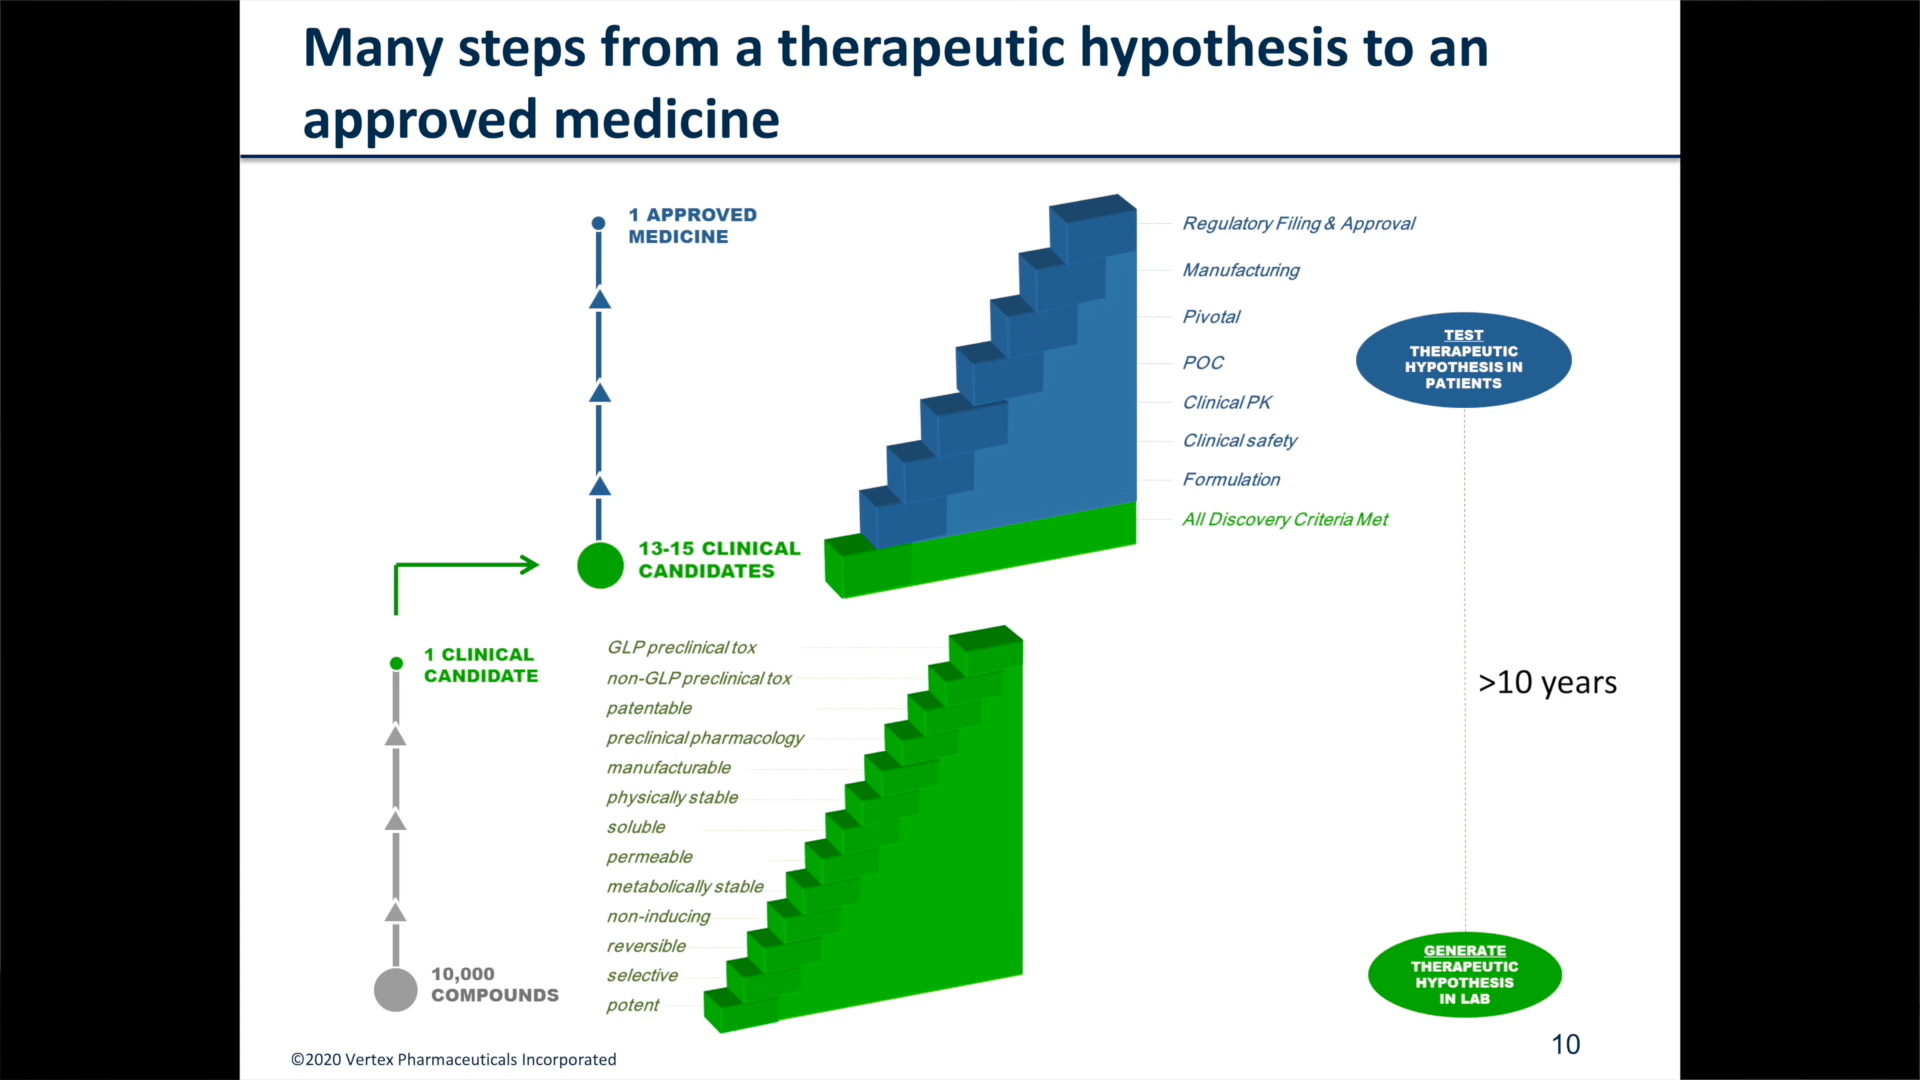 Many steps from a therapeutic hypothesis to an
approved medicine
1 APPROVED
MEDICINE
Regulatory Filing & Approval
Manufacturing
Pivotal
POC
Clinical PK
Clinical safety
Formulation
All Discovery Criteria Met
TEST
THERAPEUTIC
HYPOTHESIS IN
PATIENTS
13-15 CLINICAL
CANDIDATES
1 CLINICAL
CANDIDATE
GLP preclinical tox
non-GLP preclinical tox
patentable
preclinical pharmacology
manufacturable
physically stable
soluble
permeable
metabolically stable
non-inducing
reversible
selective
potent
10,000
COMPOUNDS
>10 years
GENERATE
THERAPEUTIC
HYPOTHESIS
IN LAB
©2020 Vertex Pharmaceuticals Incorporated
10